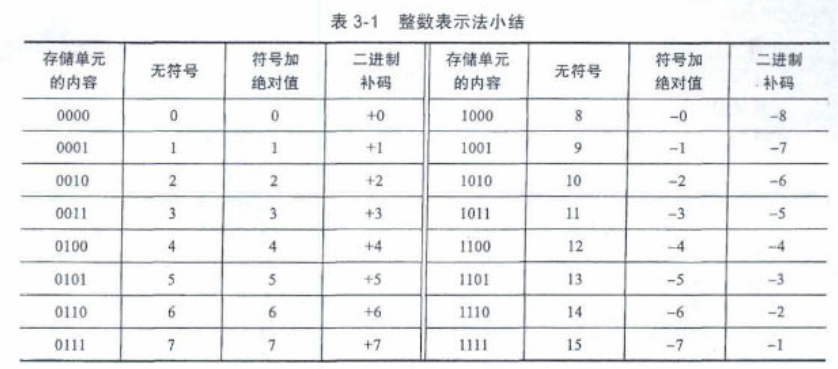 表 3-1 整数表示法小结
存储单元的内容 无符号 符号加绝对值 二进制补码 存储单元的内容 无符号 符号加绝对值 二进制补码
0000 0 0 +0 1000 8 −0 −8
0001 1 1 +1 1001 9 −1 −7
0010 2 2 +2 1010 10 −2 −6
0011 3 3 +3 1011 11 −3 −5
0100 4 4 +4 1100 12 −4 −4
0101 5 5 +5 1101 13 −5 −3
0110 6 6 +6 1110 14 −6 −2
0111 7 7 +7 1111 15 −7 −1